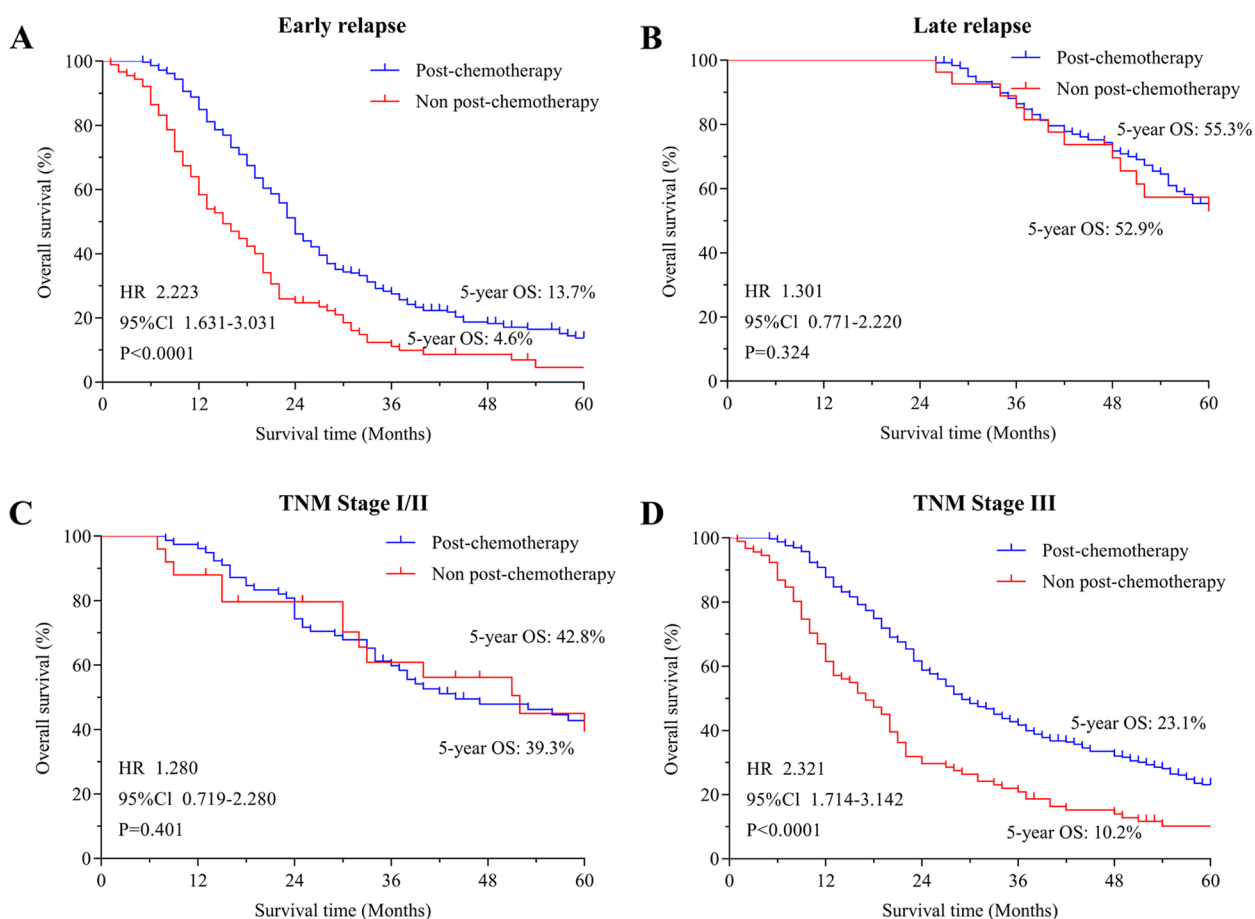 A
Early relapse
Post-chemotherapy
Non post-chemotherapy
100
80
60
40
20
0
Overall survival (%)
5-year OS: 13.7%
5-year OS: 4.6%
HR 2.223
95%Cl 1.631-3.031
P<0.0001
0 12 24 36 48 60
Survival time (Months)
B
Late relapse
Post-chemotherapy
Non post-chemotherapy
100
80
60
40
20
0
Overall survival (%)
5-year OS: 55.3%
5-year OS: 52.9%
HR 1.301
95%Cl 0.771-2.220
P=0.324
0 12 24 36 48 60
Survival time (Months)
C
TNM Stage I/II
Post-chemotherapy
Non post-chemotherapy
100
80
60
40
20
0
Overall survival (%)
5-year OS: 42.8%
5-year OS: 39.3%
HR 1.280
95%Cl 0.719-2.280
P=0.401
0 12 24 36 48 60
Survival time (Months)
D
TNM Stage III
Post-chemotherapy
Non post-chemotherapy
100
80
60
40
20
0
Overall survival (%)
5-year OS: 23.1%
5-year OS: 10.2%
HR 2.321
95%Cl 1.714-3.142
P<0.0001
0 12 24 36 48 60
Survival time (Months)